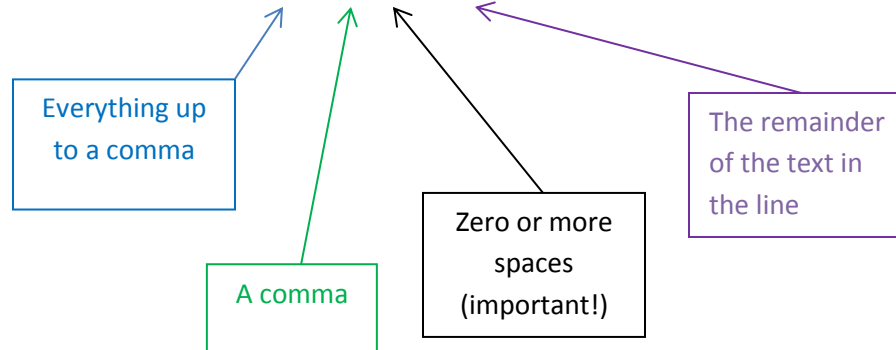 Everything up
to a comma
The remainder
of the text in
the line
Zero or more
spaces
(important!)
A comma